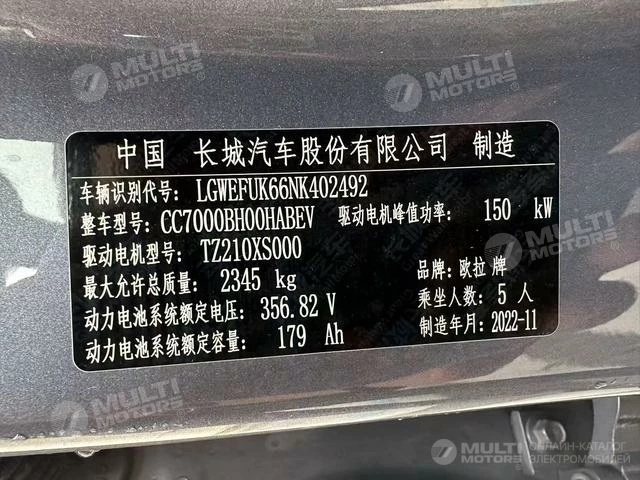 MULTI
MOTORS
MULTI
MOTORS
中国 长城汽车股份有限公司 制造
车辆识别代号: LGWEFUK66NK402492
整车型号: CC7000BH00HABEV 驱动电机峰值功率: 150 kW
驱动电机型号: TZ210XS000
最大允许总质量: 2345 kg 品牌: 欧拉 牌
动力电池系统额定电压: 356.82 V 乘坐人数: 5 人
动力电池系统额定容量: 179 Ah 制造年月: 2022-11
MULTI
MOTORS
MULTI
MOTORS
MULTI
MOTORS
ОНЛАЙН-КАТАЛОГ
ЭЛЕКТРОМОБИЛЕЙ